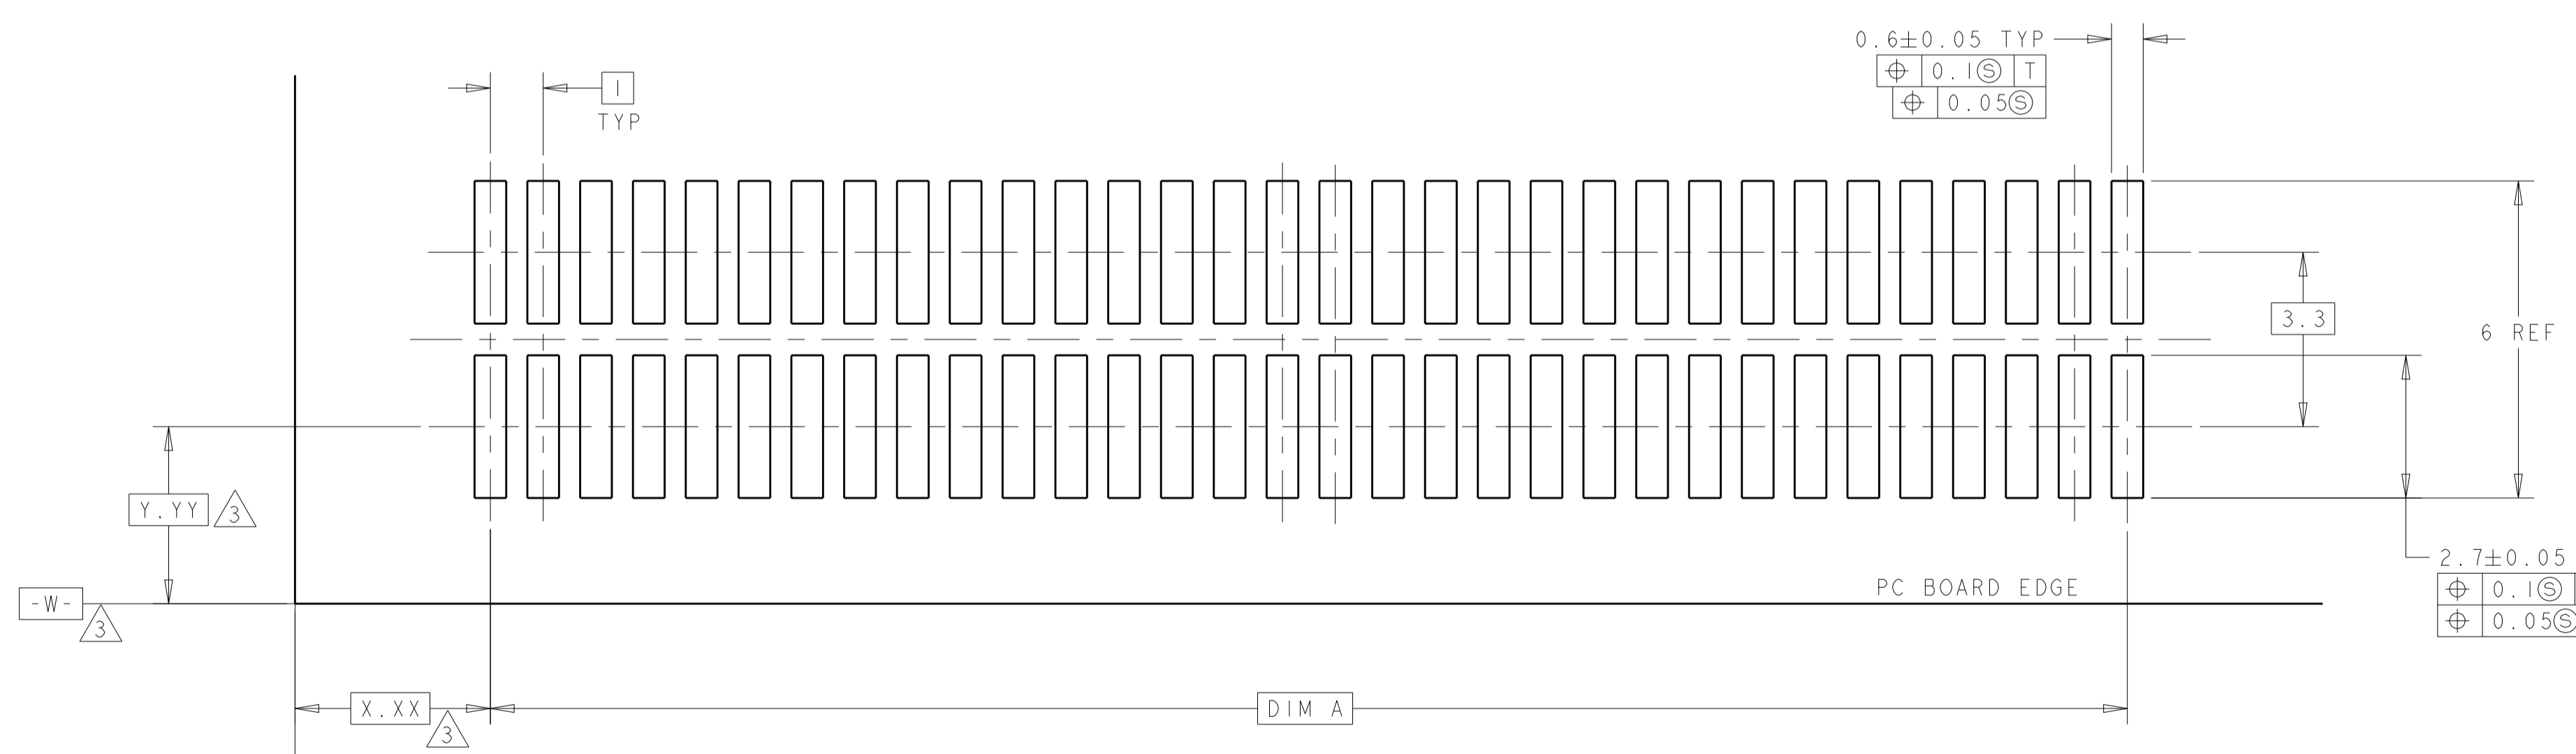 0.6±0.05 TYP
⌖ 0.1Ⓢ T
⌖ 0.05Ⓢ
1
TYP
3.3
6 REF
Y.YY 3
2.7±0.05
⌖ 0.1Ⓢ
⌖ 0.05Ⓢ
PC BOARD EDGE
-W- 3
X.XX 3
DIM A